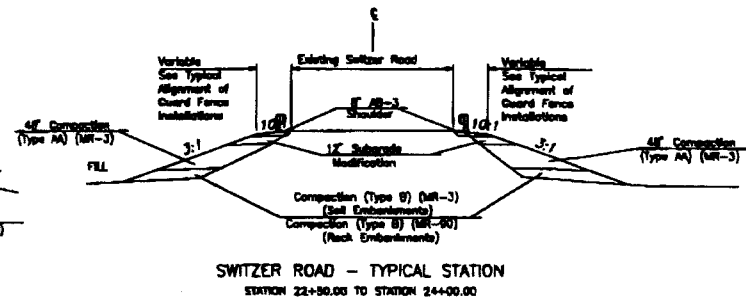 ℄
Variable
See Typical
Alignment of
Guard Fence
Installations
Existing Switzer Road
Variable
See Typical
Alignment of
Guard Fence
Installations
8" AB-3
Shoulder
10:1
10:1
48" Compaction
(Type AA) (MR-3)
3:1
12" Subgrade
Modification
3:1
48" Compaction
(Type AA) (MR-3)
FILL
Compaction (Type B) (MR-3)
(Soil Embankments)
Compaction (Type B) (MR-90)
(Rock Embankments)
SWITZER ROAD - TYPICAL STATION
STATION 22+50.00 TO STATION 24+00.00